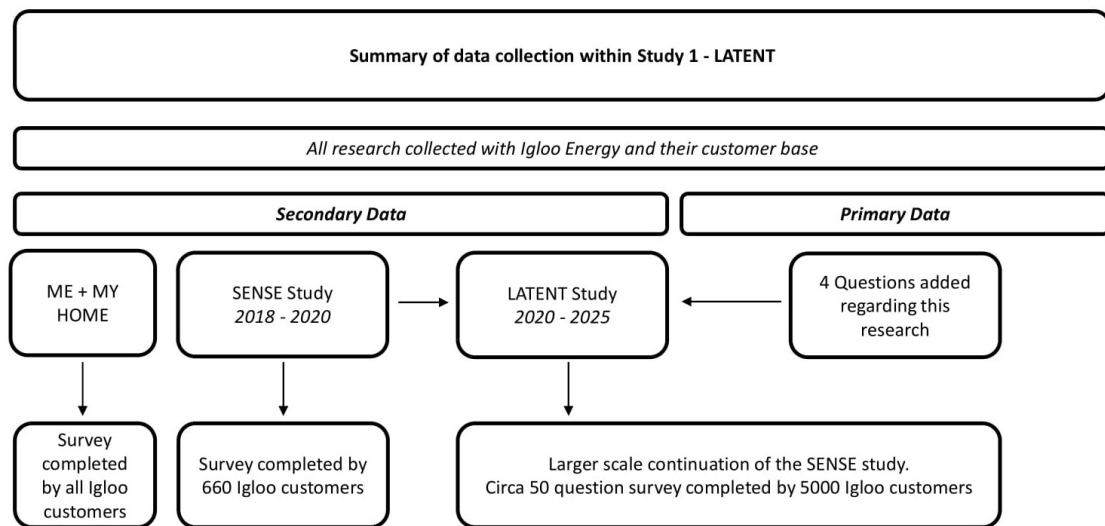 Summary of data collection within Study 1 - LATENT
All research collected with Igloo Energy and their customer base
Secondary Data
Primary Data
ME + MY
HOME
SENSE Study
2018 - 2020
LATENT Study
2020 - 2025
4 Questions added
regarding this
research
Survey
completed
by all Igloo
customers
Survey completed by
660 Igloo customers
Larger scale continuation of the SENSE study.
Circa 50 question survey completed by 5000 Igloo customers